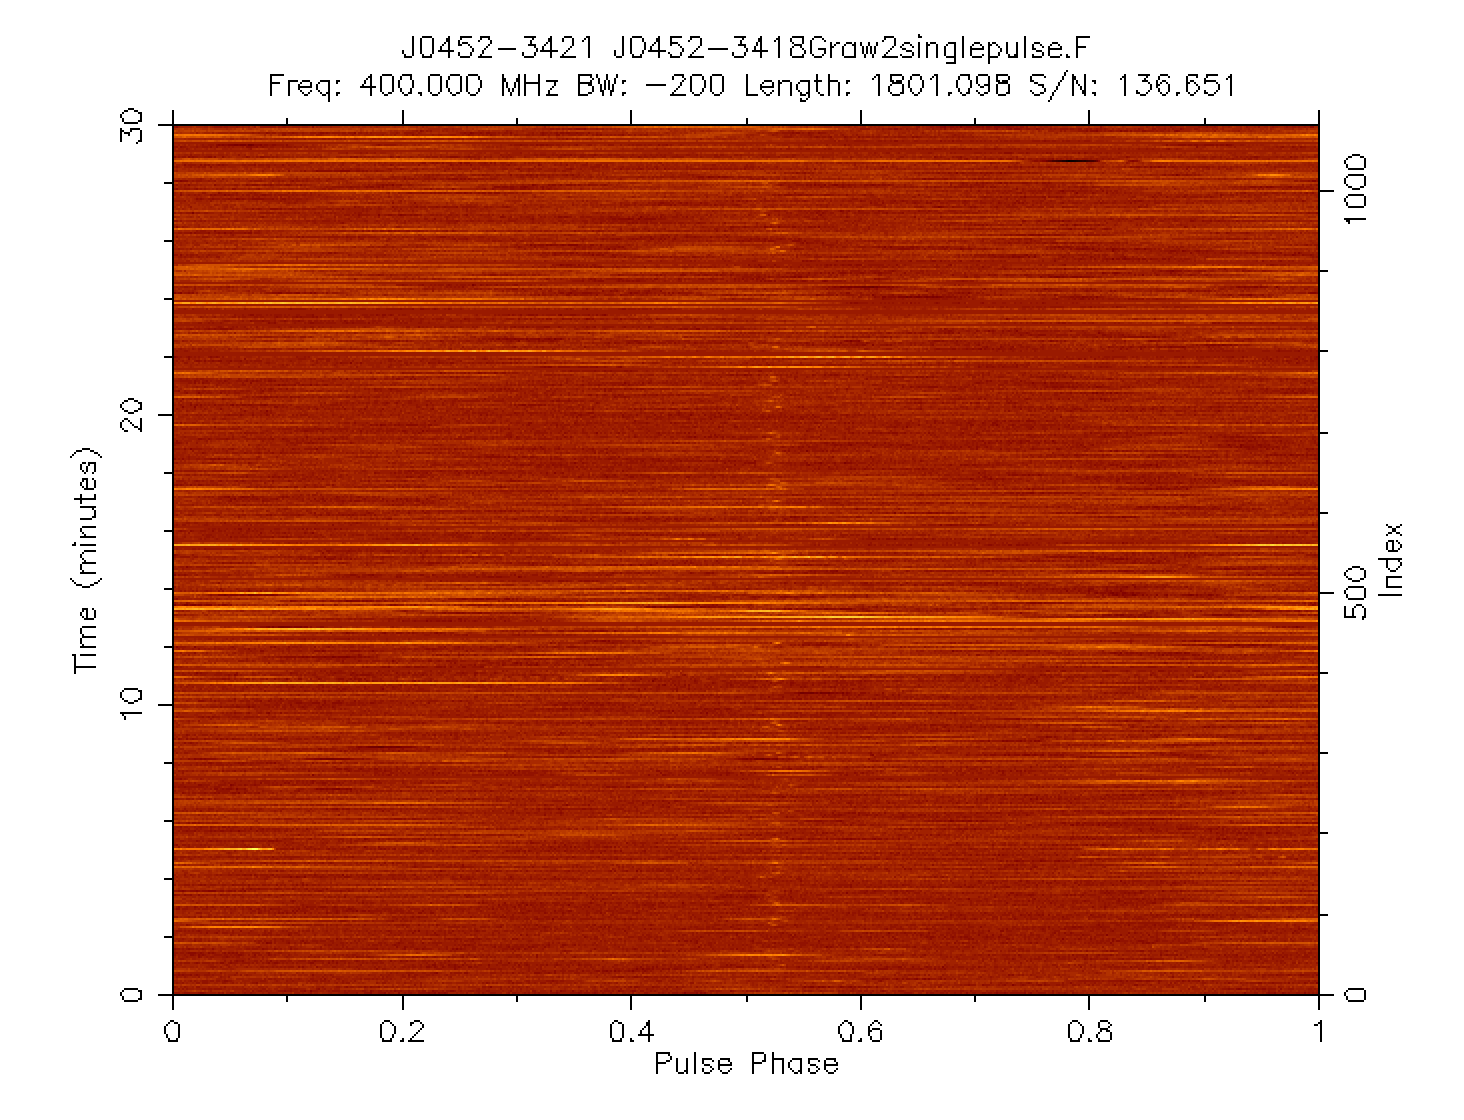 J0452-3421 J0452-3418Graw2singlepulse.F
Freq: 400.000 MHz BW: -200 Length: 1801.098 S/N: 136.651
30
20
10
0
Time (minutes)
1000
500
0
Index
0 0.2 0.4 0.6 0.8 1
Pulse Phase